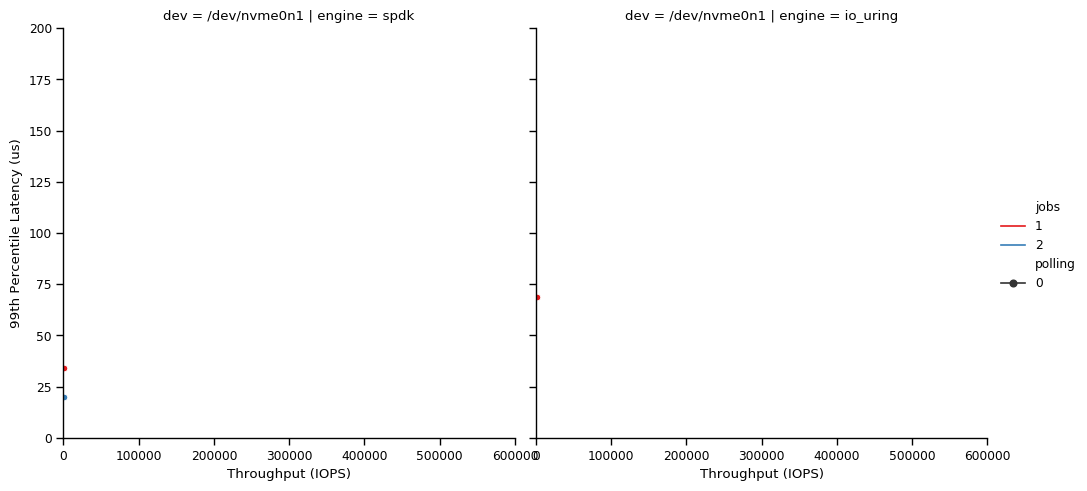 dev = /dev/nvme0n1 | engine = spdk
dev = /dev/nvme0n1 | engine = io_uring
200
175
150
125
100
75
50
25
0
99th Percentile Latency (us)
0 100000 200000 300000 400000 500000 600000
Throughput (IOPS)
0 100000 200000 300000 400000 500000 600000
Throughput (IOPS)
jobs
1
2
polling
0